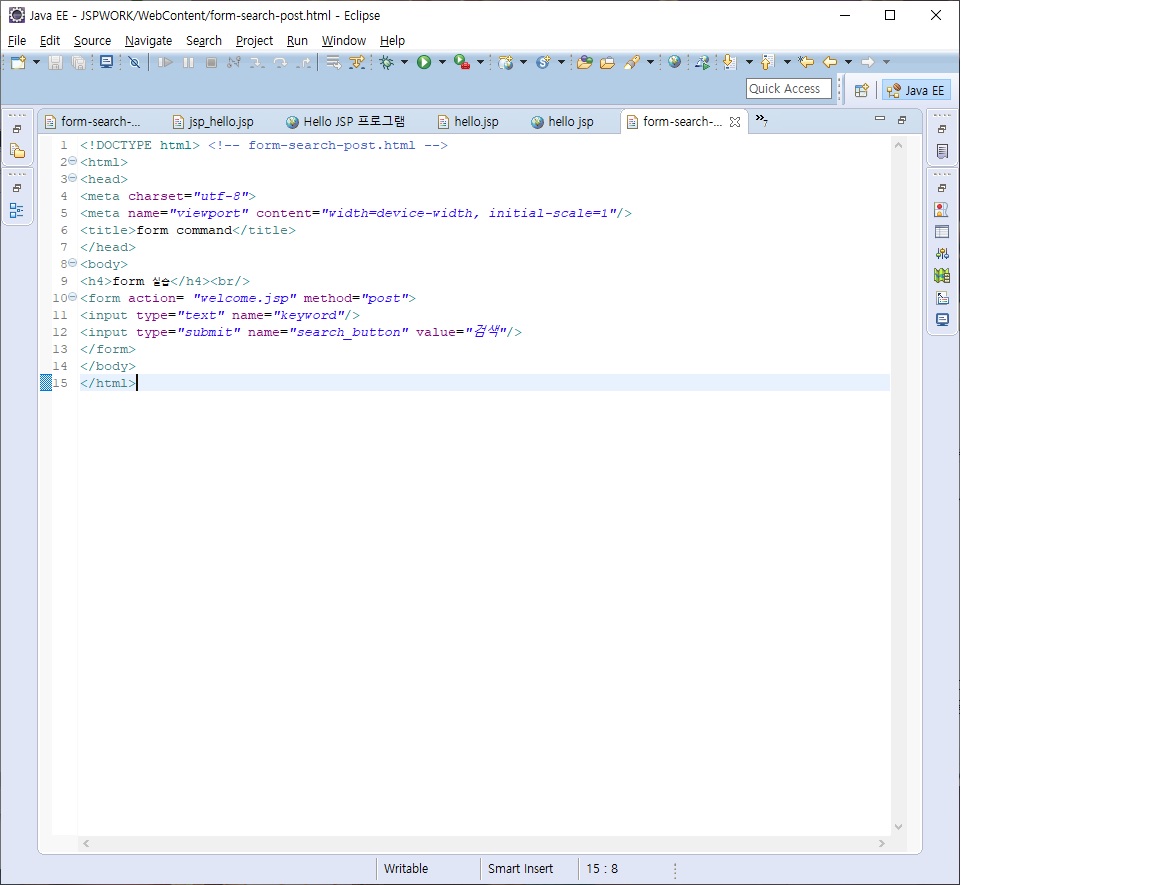 Java EE - JSPWORK/WebContent/form-search-post.html - Eclipse
File Edit Source Navigate Search Project Run Window Help
Quick Access
Java EE
form-search-... jsp_hello.jsp Hello JSP 프로그램 hello.jsp hello jsp form-search-... »7
1 <!DOCTYPE html> <!-- form-search-post.html -->
2 <html>
3 <head>
4 <meta charset="utf-8">
5 <meta name="viewport" content="width=device-width, initial-scale=1"/>
6 <title>form command</title>
7 </head>
8 <body>
9 <h4>form 실습</h4><br/>
10 <form action= "welcome.jsp" method="post">
11 <input type="text" name="keyword"/>
12 <input type="submit" name="search_button" value="검색"/>
13 </form>
14 </body>
15 </html>
Writable Smart Insert 15 : 8